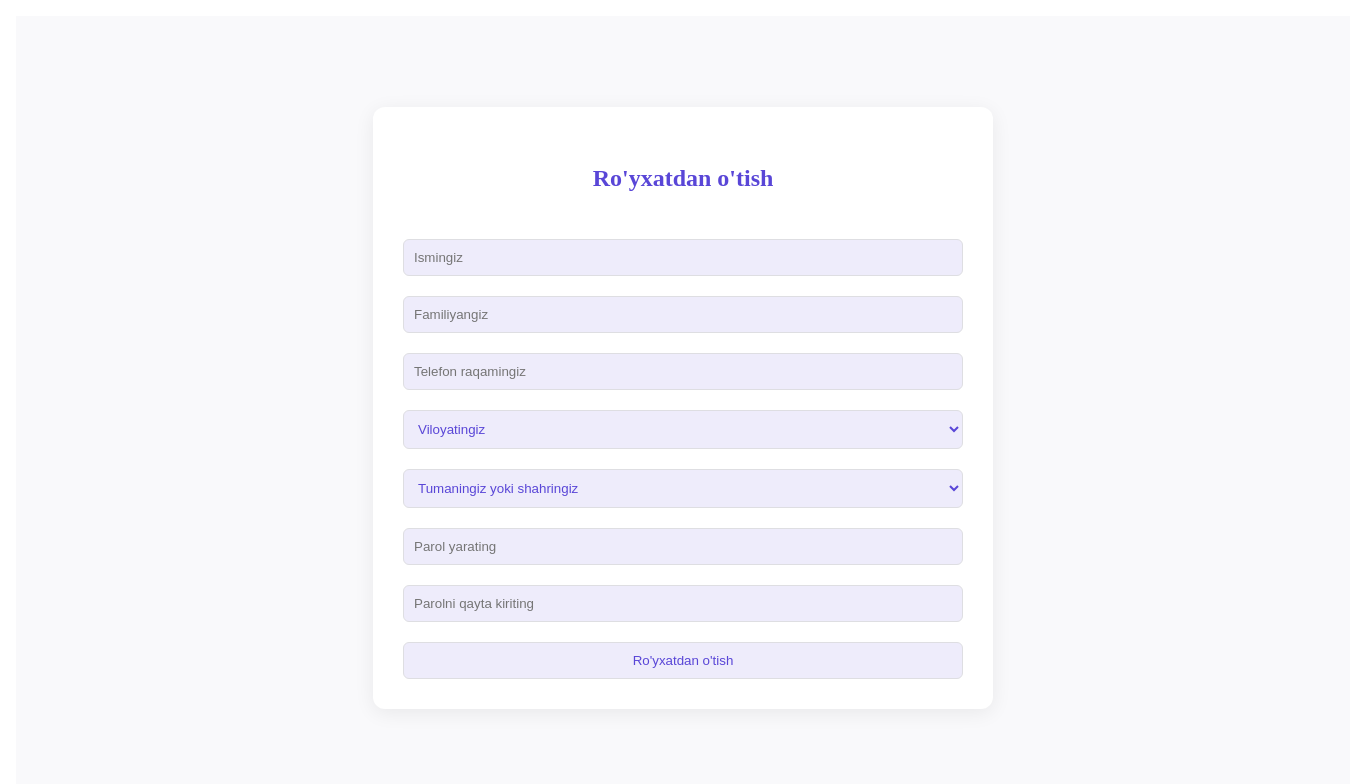 Ro'yxatdan o'tish
Ismingiz
Familiyangiz
Telefon raqamingiz
Viloyatingiz
Tumaningiz yoki shahringiz
Parol yarating
Parolni qayta kiriting
Ro'yxatdan o'tish